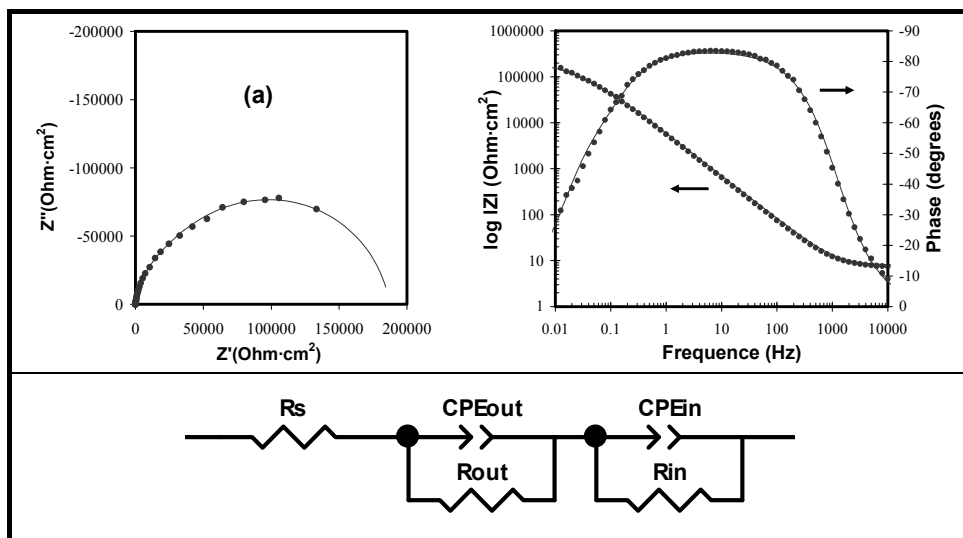 (a)
-200000
-150000
-100000
-50000
0
Z''(Ohm·cm²)
0 50000 100000 150000 200000
Z'(Ohm·cm²)
1000000
100000
10000
1000
100
10
1
log IZI (Ohm·cm²)
0.01 0.1 1 10 100 1000 10000
Frequence (Hz)
-90
-80
-70
-60
-50
-40
-30
-20
-10
0
Phase (degrees)
Rs
CPEout
CPEin
Rout
Rin